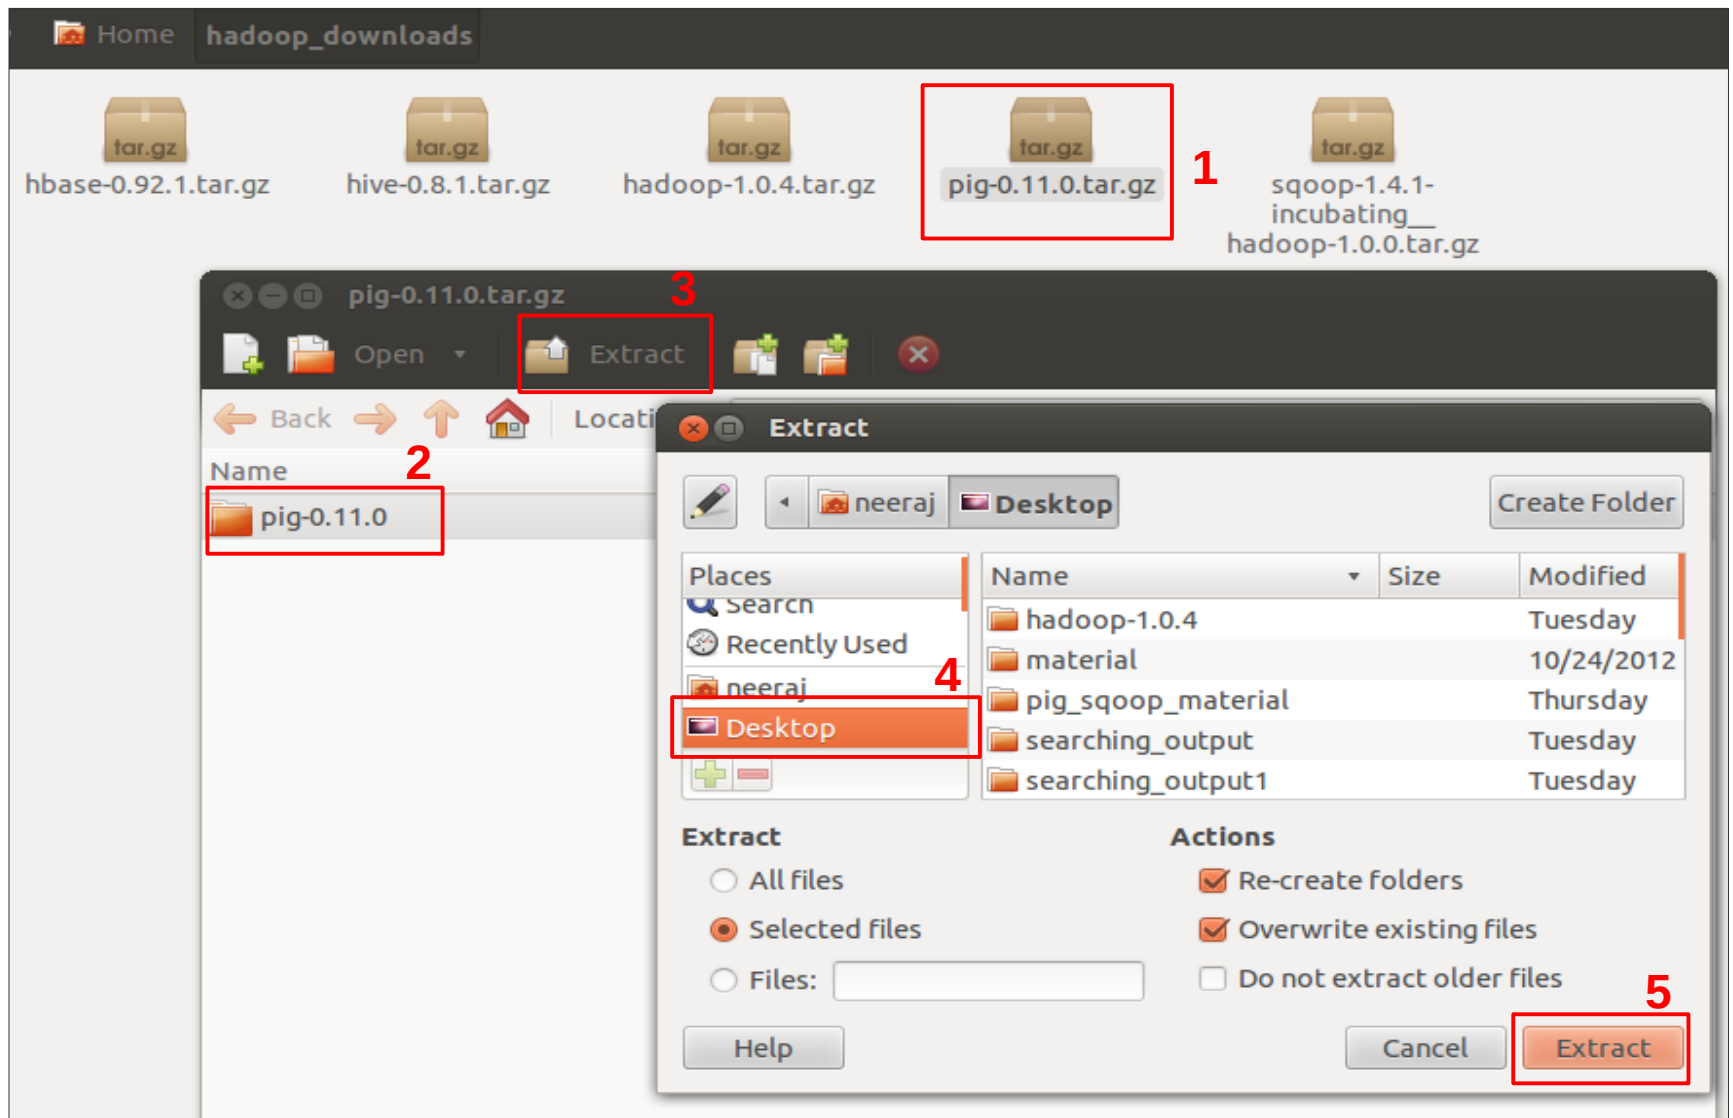 Home hadoop_downloads
tar.gz tar.gz tar.gz tar.gz tar.gz
hbase-0.92.1.tar.gz hive-0.8.1.tar.gz hadoop-1.0.4.tar.gz pig-0.11.0.tar.gz 1 sqoop-1.4.1-
incubating__
hadoop-1.0.0.tar.gz
pig-0.11.0.tar.gz 3
Open Extract
Back Locati
Extract
2
Name
neeraj Desktop Create Folder
pig-0.11.0
Places Name Size Modified
Search
hadoop-1.0.4 Tuesday
Recently Used
material 10/24/2012
4
neeraj
pig_sqoop_material Thursday
Desktop
searching_output Tuesday
searching_output1 Tuesday
Extract Actions
All files Re-create folders
Selected files Overwrite existing files
Files: Do not extract older files
5
Help Cancel Extract